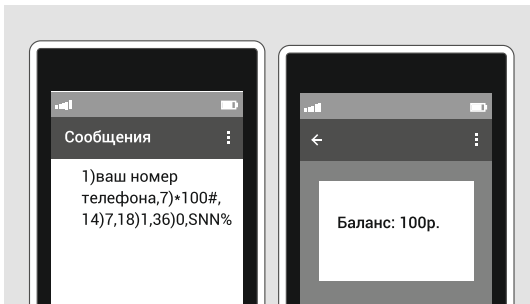 Сообщения
1)ваш номер
телефона,7)*100#,
14)7,18)1,36)0,SNN%
Баланс: 100р.